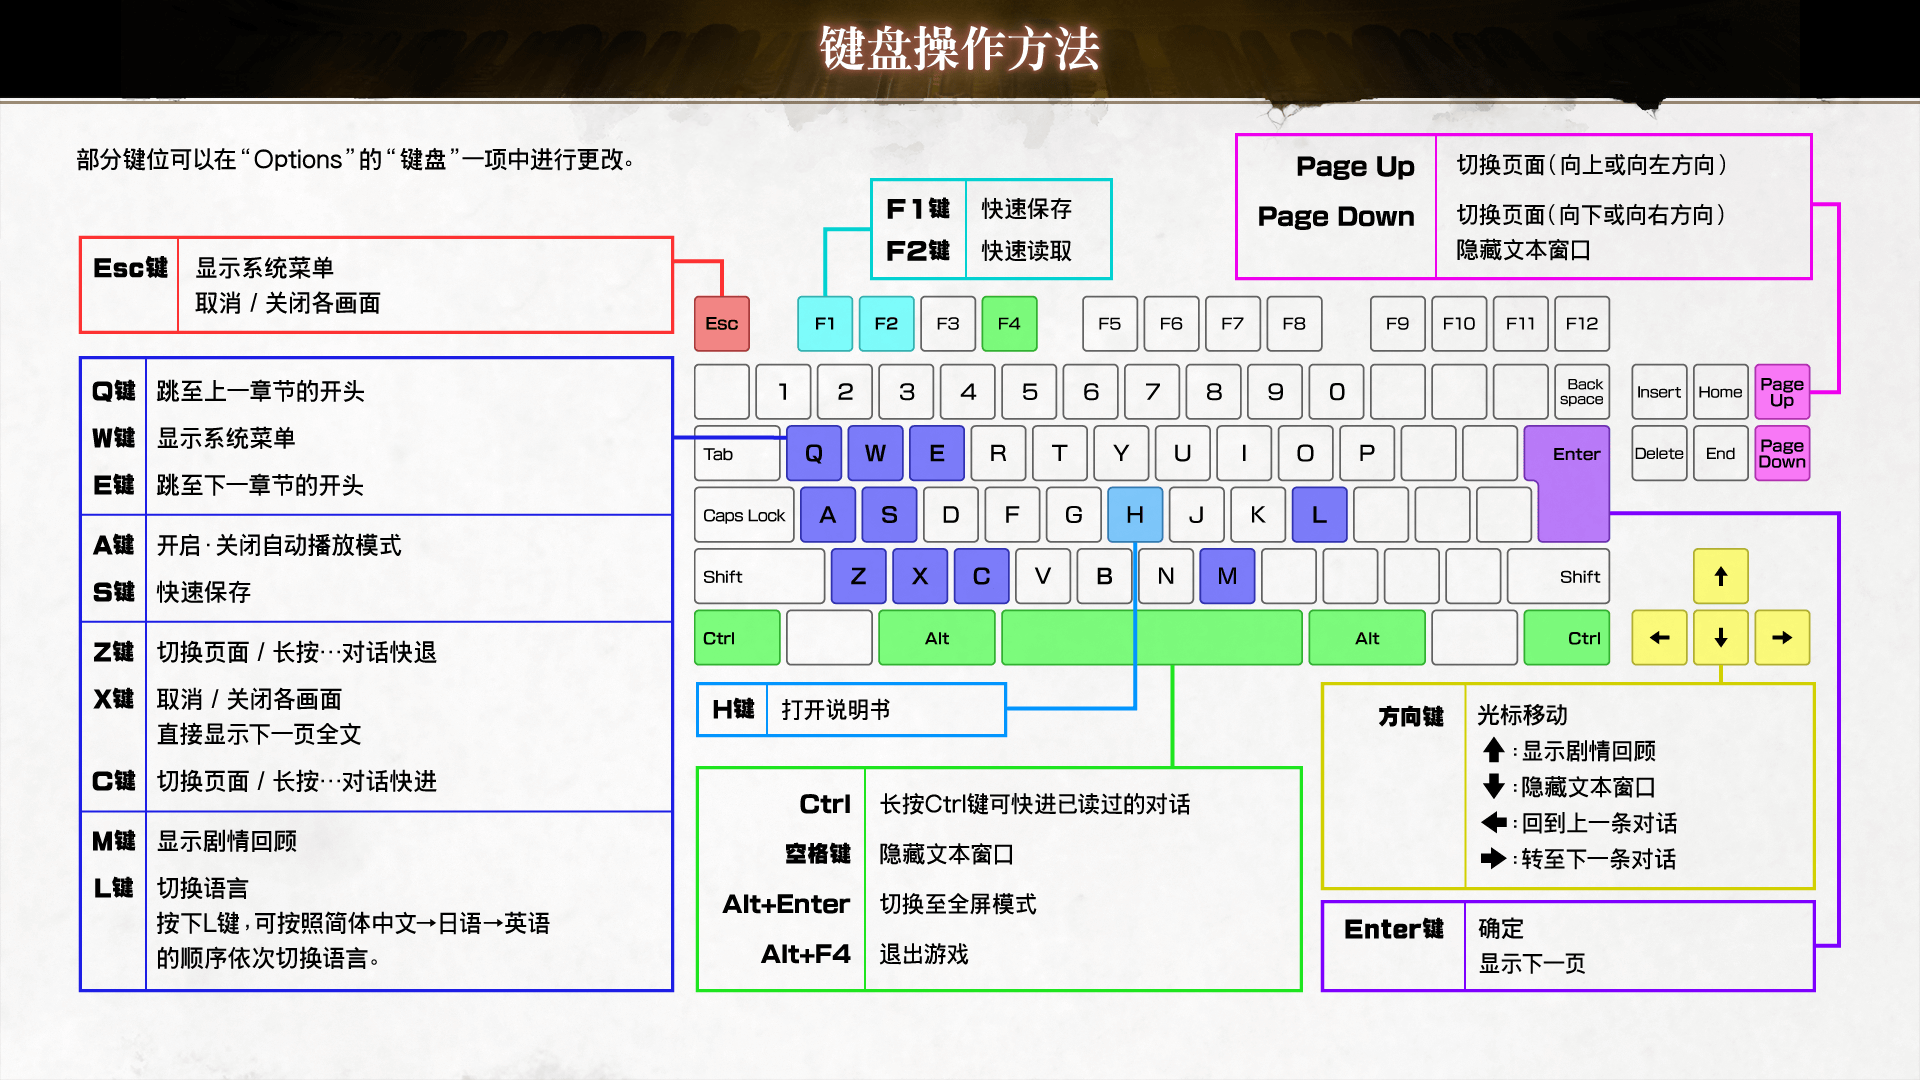 键盘操作方法
部分键位可以在“Options”的“键盘”一项中进行更改。
Esc键 显示系统菜单
取消 / 关闭各画面
F1键 快速保存
F2键 快速读取
Page Up 切换页面(向上或向左方向)
Page Down 切换页面(向下或向右方向)
隐藏文本窗口
Q键 跳至上一章节的开头
W键 显示系统菜单
E键 跳至下一章节的开头
A键 开启·关闭自动播放模式
S键 快速保存
Z键 切换页面 / 长按…对话快退
X键 取消 / 关闭各画面
直接显示下一页全文
C键 切换页面 / 长按…对话快进
M键 显示剧情回顾
L键 切换语言
按下L键,可按照简体中文→日语→英语
的顺序依次切换语言。
Esc F1 F2 F3 F4 F5 F6 F7 F8 F9 F10 F11 F12
1 2 3 4 5 6 7 8 9 0 Back space Insert Home Page Up
Tab Q W E R T Y U I O P Enter Delete End Page Down
Caps Lock A S D F G H J K L
Shift Z X C V B N M Shift ↑
Ctrl Alt Alt Ctrl ← ↓ →
H键 打开说明书
Ctrl 长按Ctrl键可快进已读过的对话
空格键 隐藏文本窗口
Alt+Enter 切换至全屏模式
Alt+F4 退出游戏
方向键 光标移动
↑:显示剧情回顾
↓:隐藏文本窗口
←:回到上一条对话
→:转至下一条对话
Enter键 确定
显示下一页